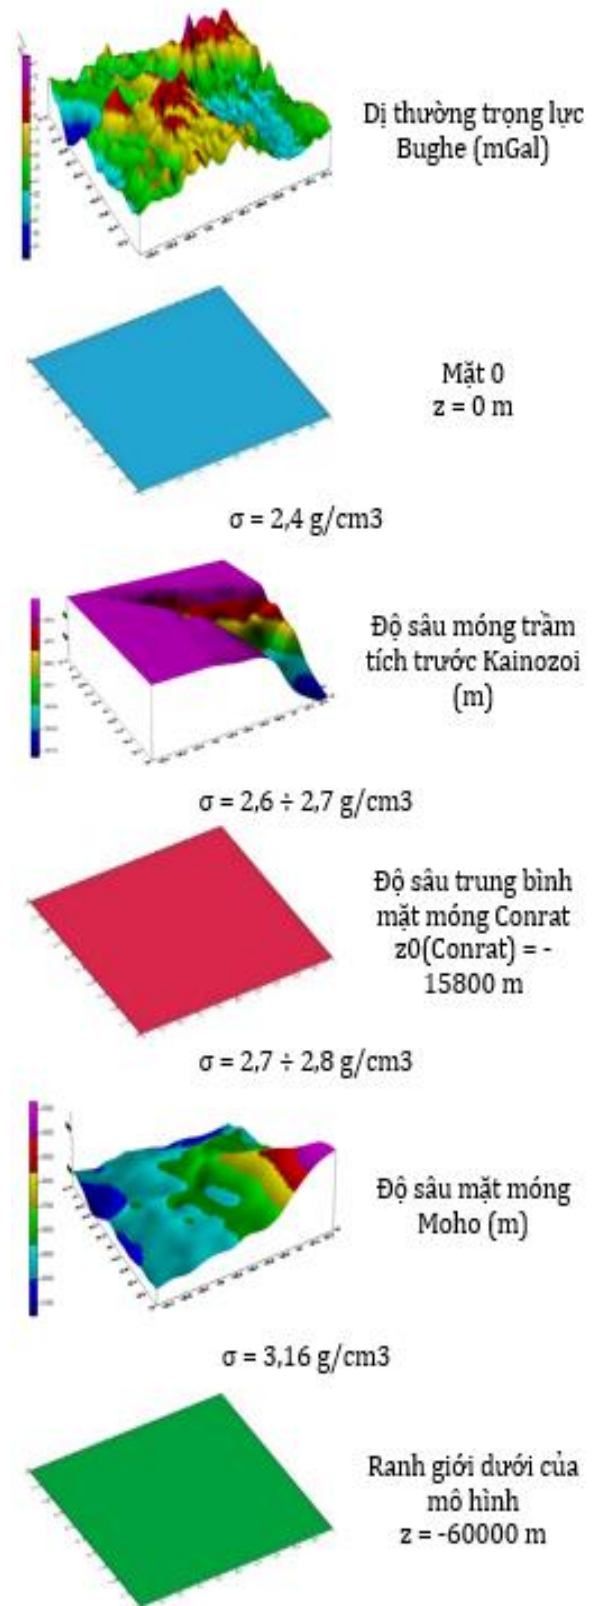 Dị thường trọng lực
Bughe (mGal)
Mặt 0
z = 0 m
σ = 2,4 g/cm3
Độ sâu móng trầm
tích trước Kainozoi
(m)
σ = 2,6 ÷ 2,7 g/cm3
Độ sâu trung bình
mặt móng Conrat
z0(Conrat) = -
15800 m
σ = 2,7 ÷ 2,8 g/cm3
Độ sâu mặt móng
Moho (m)
σ = 3,16 g/cm3
Ranh giới dưới của
mô hình
z = -60000 m